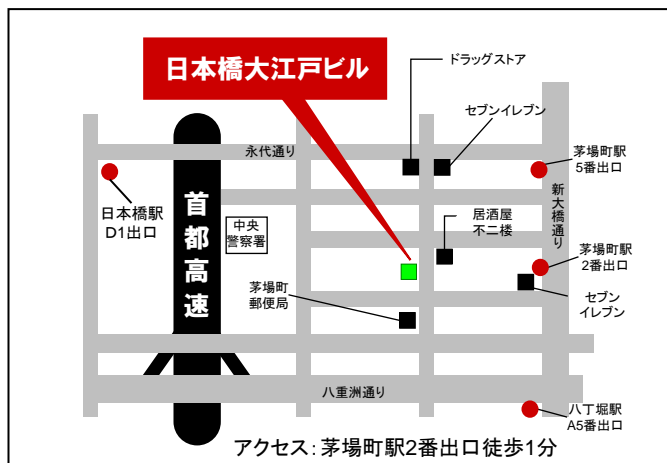 日本橋大江戸ビル
ドラッグストア
セブンイレブン
永代通り
茅場町駅
5番出口
日本橋駅
D1出口
首都高速
中央
警察署
居酒屋
不二楼
新大橋通り
茅場町駅
2番出口
茅場町
郵便局
セブン
イレブン
八重洲通り
八丁堀駅
A5番出口
アクセス：茅場町駅2番出口徒歩1分